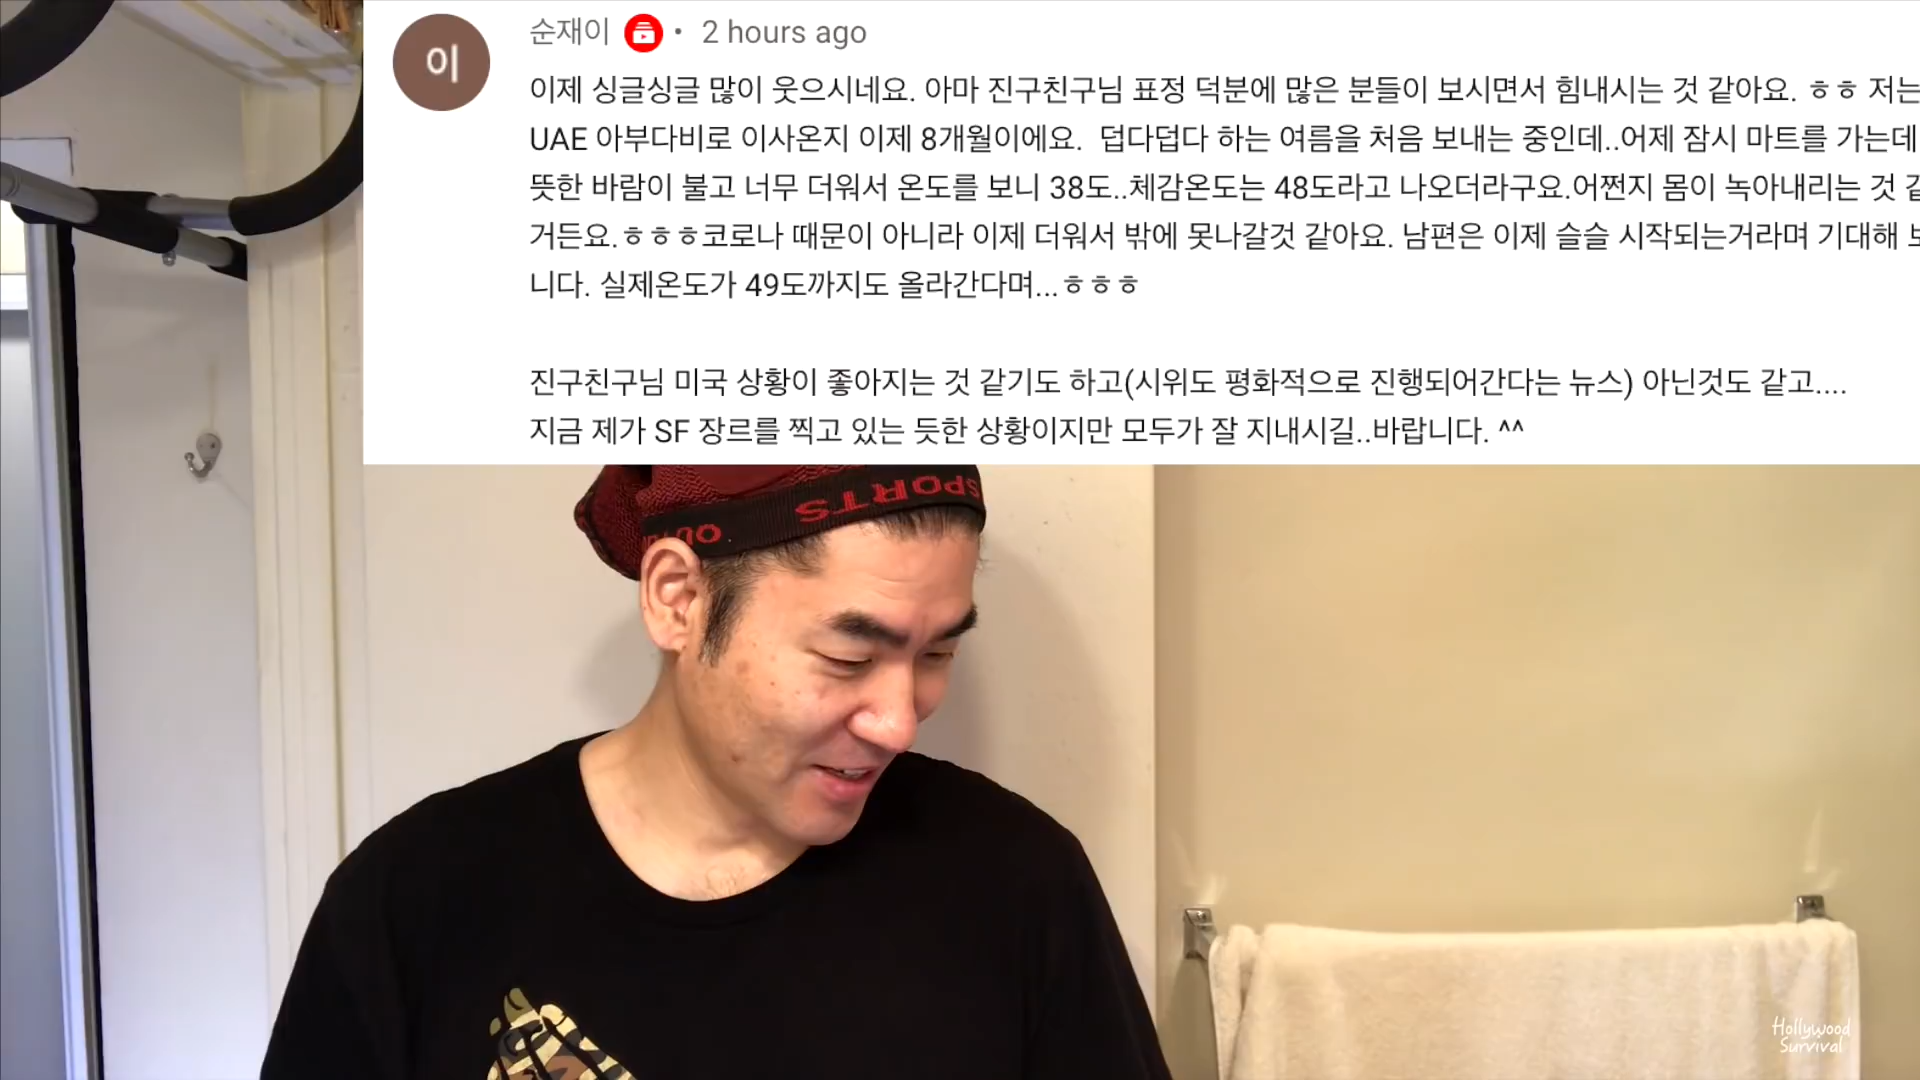 이
순재이 • 2 hours ago
이제 싱글싱글 많이 웃으시네요. 아마 진구친구님 표정 덕분에 많은 분들이 보시면서 힘내시는 것 같아요. ㅎㅎ 저는
UAE 아부다비로 이사온지 이제 8개월이에요. 덥다덥다 하는 여름을 처음 보내는 중인데..어제 잠시 마트를 가는데
뜻한 바람이 불고 너무 더워서 온도를 보니 38도..체감온도는 48도라고 나오더라구요.어쩐지 몸이 녹아내리는 것
거든요.ㅎㅎㅎ코로나 때문이 아니라 이제 더워서 밖에 못나갈것 같아요. 남편은 이제 슬슬 시작되는거라며 기대해
니다. 실제온도가 49도까지도 올라간다며...ㅎㅎㅎ
진구친구님 미국 상황이 좋아지는 것 같기도 하고(시위도 평화적으로 진행되어간다는 뉴스) 아닌것도 같고....
지금 제가 SF 장르를 찍고 있는 듯한 상황이지만 모두가 잘 지내시길..바랍니다. ^^
SPORTS
Hollywood
Survival